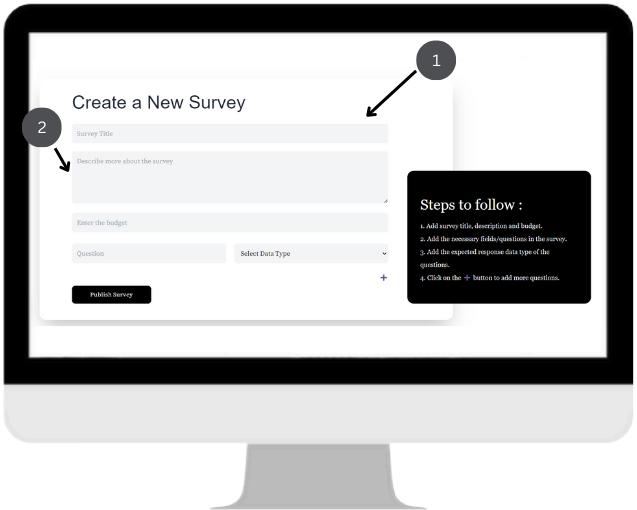 1
Create a New Survey
2
Survey Title
Describe more about the survey
Enter the budget
Question
Select Data Type
+
Publish Survey
Steps to follow :
1. Add survey title, description and budget.
2. Add the necessary fields/questions in the survey.
3. Add the expected response data type of the
questions.
4. Click on the + button to add more questions.